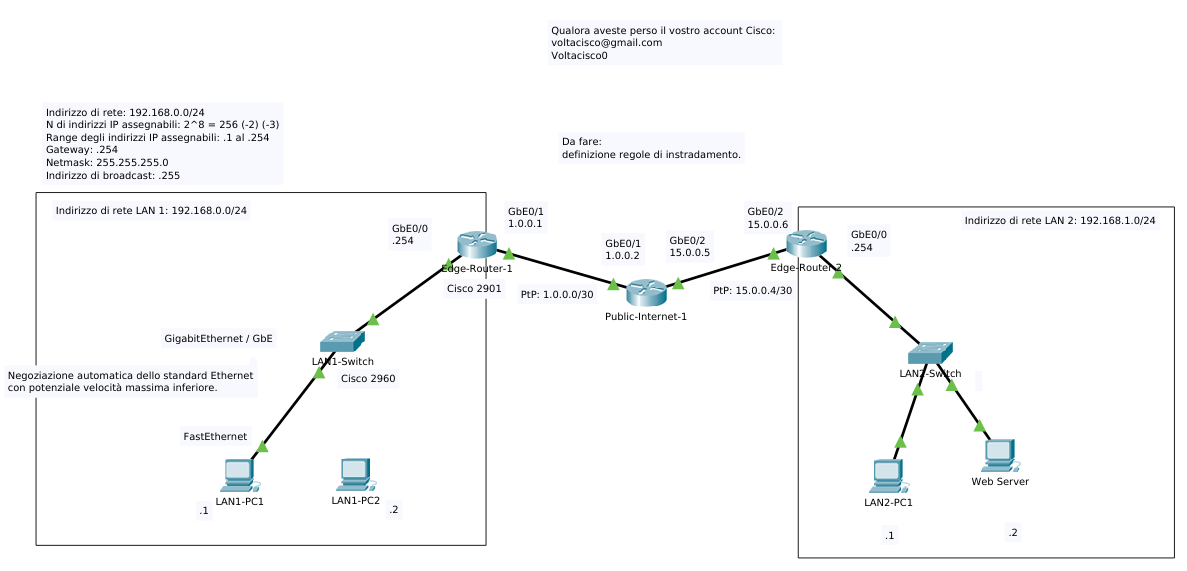 Qualora aveste perso il vostro account Cisco:
voltacisco@gmail.com
Voltacisco0
Indirizzo di rete: 192.168.0.0/24
N di indirizzi IP assegnabili: 2^8 = 256 (-2) (-3)
Range degli indirizzi IP assegnabili: .1 al .254
Gateway: .254
Netmask: 255.255.255.0
Indirizzo di broadcast: .255
Da fare:
definizione regole di instradamento.
Indirizzo di rete LAN 1: 192.168.0.0/24
GbE0/0
.254
GbE0/1
1.0.0.1
Edge-Router-1
Cisco 2901
PtP: 1.0.0.0/30
GbE0/1
1.0.0.2
GbE0/2
15.0.0.5
Public-Internet-1
PtP: 15.0.0.4/30
GbE0/2
15.0.0.6
Edge-Router-2
GbE0/0
.254
Indirizzo di rete LAN 2: 192.168.1.0/24
GigabitEthernet / GbE
LAN1-Switch
Cisco 2960
Negoziazione automatica dello standard Ethernet
con potenziale velocità massima inferiore.
FastEthernet
LAN1-PC1
.1
LAN1-PC2
.2
LAN2-Switch
LAN2-PC1
.1
Web Server
.2